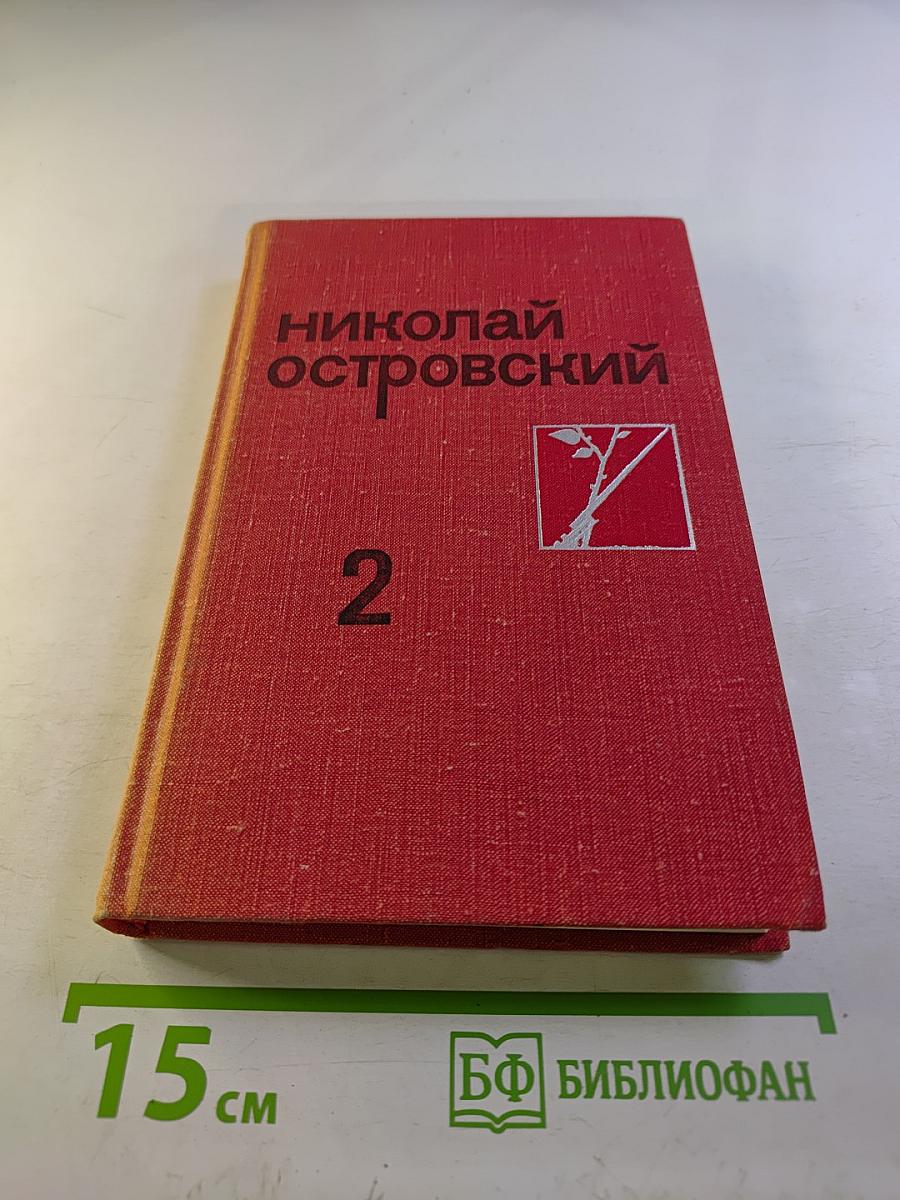 николай
островский
2
15 см
БФ БИБЛИОФАН